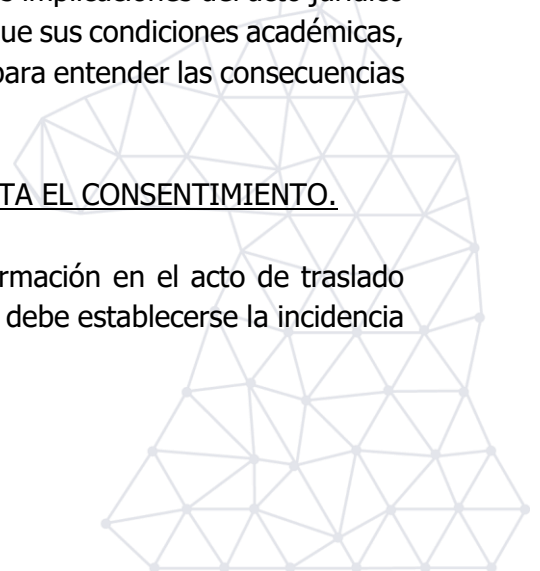 implicaciones del acto jurídic
ue sus condiciones académicas,
para entender las consecuencias
TA EL CONSENTIMIENTO.
rmación en el acto de traslado
debe establecerse la incidencia